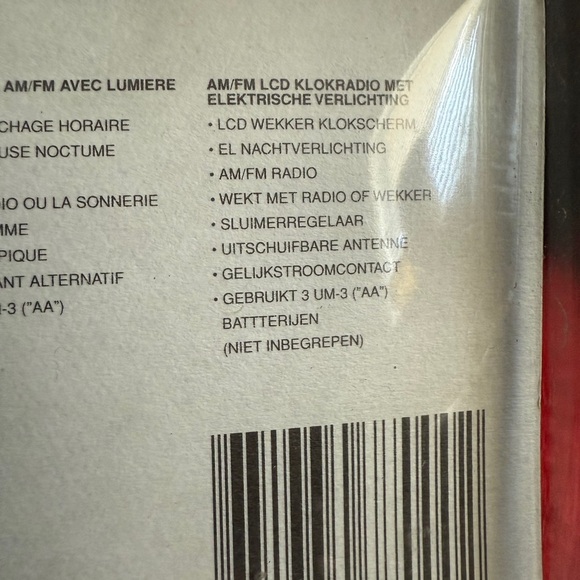 AM/FM AVEC LUMIERE
CHAGE HORAIRE
USE NOCTUME
IO OU LA SONNERIE
MME
PIQUE
ANT ALTERNATIF
-3 ("AA")
AM/FM LCD KLOKRADIO MET
ELEKTRISCHE VERLICHTING
• LCD WEKKER KLOKSCHERM
• EL NACHTVERLICHTING
• AM/FM RADIO
• WEKT MET RADIO OF WEKKER
• SLUIMERREGELAAR
• UITSCHUIFBARE ANTENNE
• GELIJKSTROOMCONTACT
• GEBRUIKT 3 UM-3 ("AA")
BATTTERIJEN
(NIET INBEGREPEN)